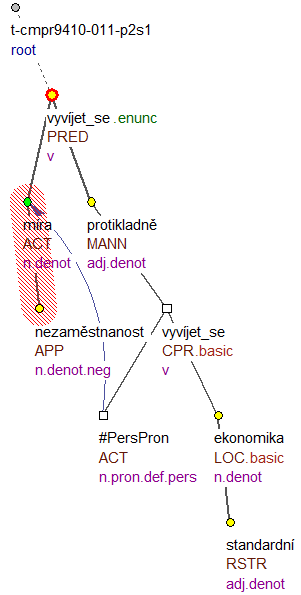 t-cmpr9410-011-p2s1
root
vyvíjet_se .enunc
PRED
v
míra protikladně
ACT MANN
n.denot adj.denot
nezaměstnanost vyvíjet_se
APP CPR.basic
n.denot.neg v
#PersPron ekonomika
ACT LOC.basic
n.pron.def.pers n.denot
standardní
RSTR
adj.denot